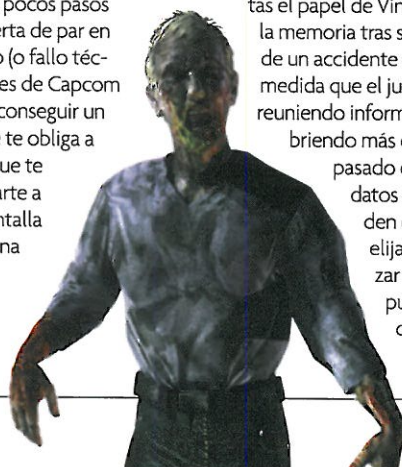 pocos pasos
erta de par en
o (o fallo téc-
es de Capcom
conseguir un
te obliga a
ue te
arte a
ntalla
na
tas el papel de Vin
la memoria tras s
de un accidente
medida que el ju
reuniendo inform
briendo más
pasado
datos
den
elija
zar
pu